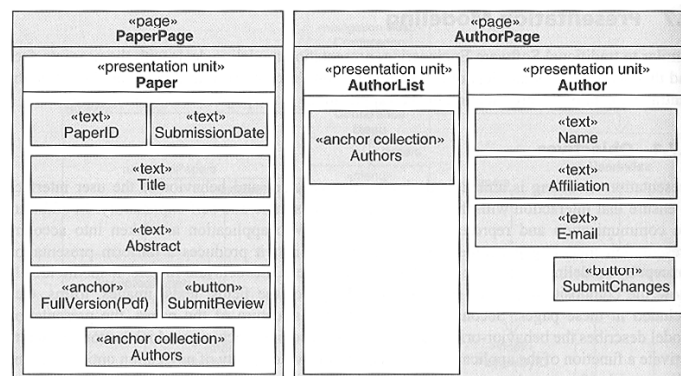 «page»
PaperPage
«presentation unit»
Paper
«text»
PaperID
«text»
SubmissionDate
«text»
Title
«text»
Abstract
«anchor»
FullVersion(Pdf)
«button»
SubmitReview
«anchor collection»
Authors
«page»
AuthorPage
«presentation unit»
AuthorList
«anchor collection»
Authors
«presentation unit»
Author
«text»
Name
«text»
Affiliation
«text»
E-mail
«button»
SubmitChanges